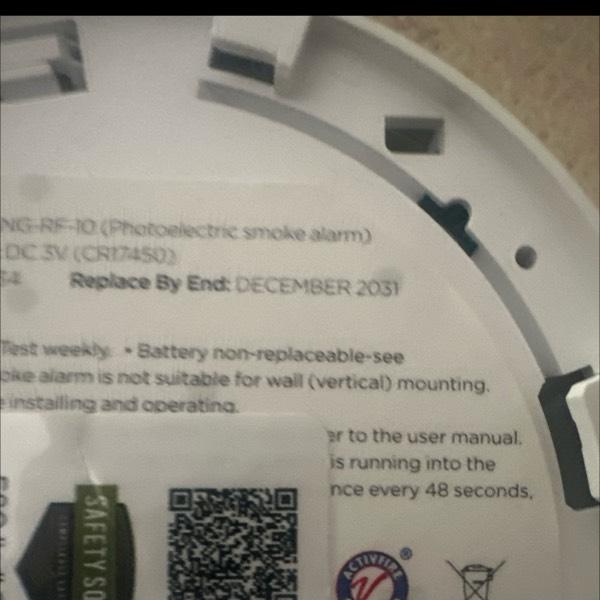 NG-RF-10 (Photoelectric smoke alarm)
DC 3V (CR17450)
Replace By End: DECEMBER 2031
Test weekly. • Battery non-replaceable-see
oke alarm is not suitable for wall (vertical) mounting.
installing and operating.
er to the user manual.
is running into the
nce every 48 seconds,
SAFETY SO
ACTIVFIRE ®